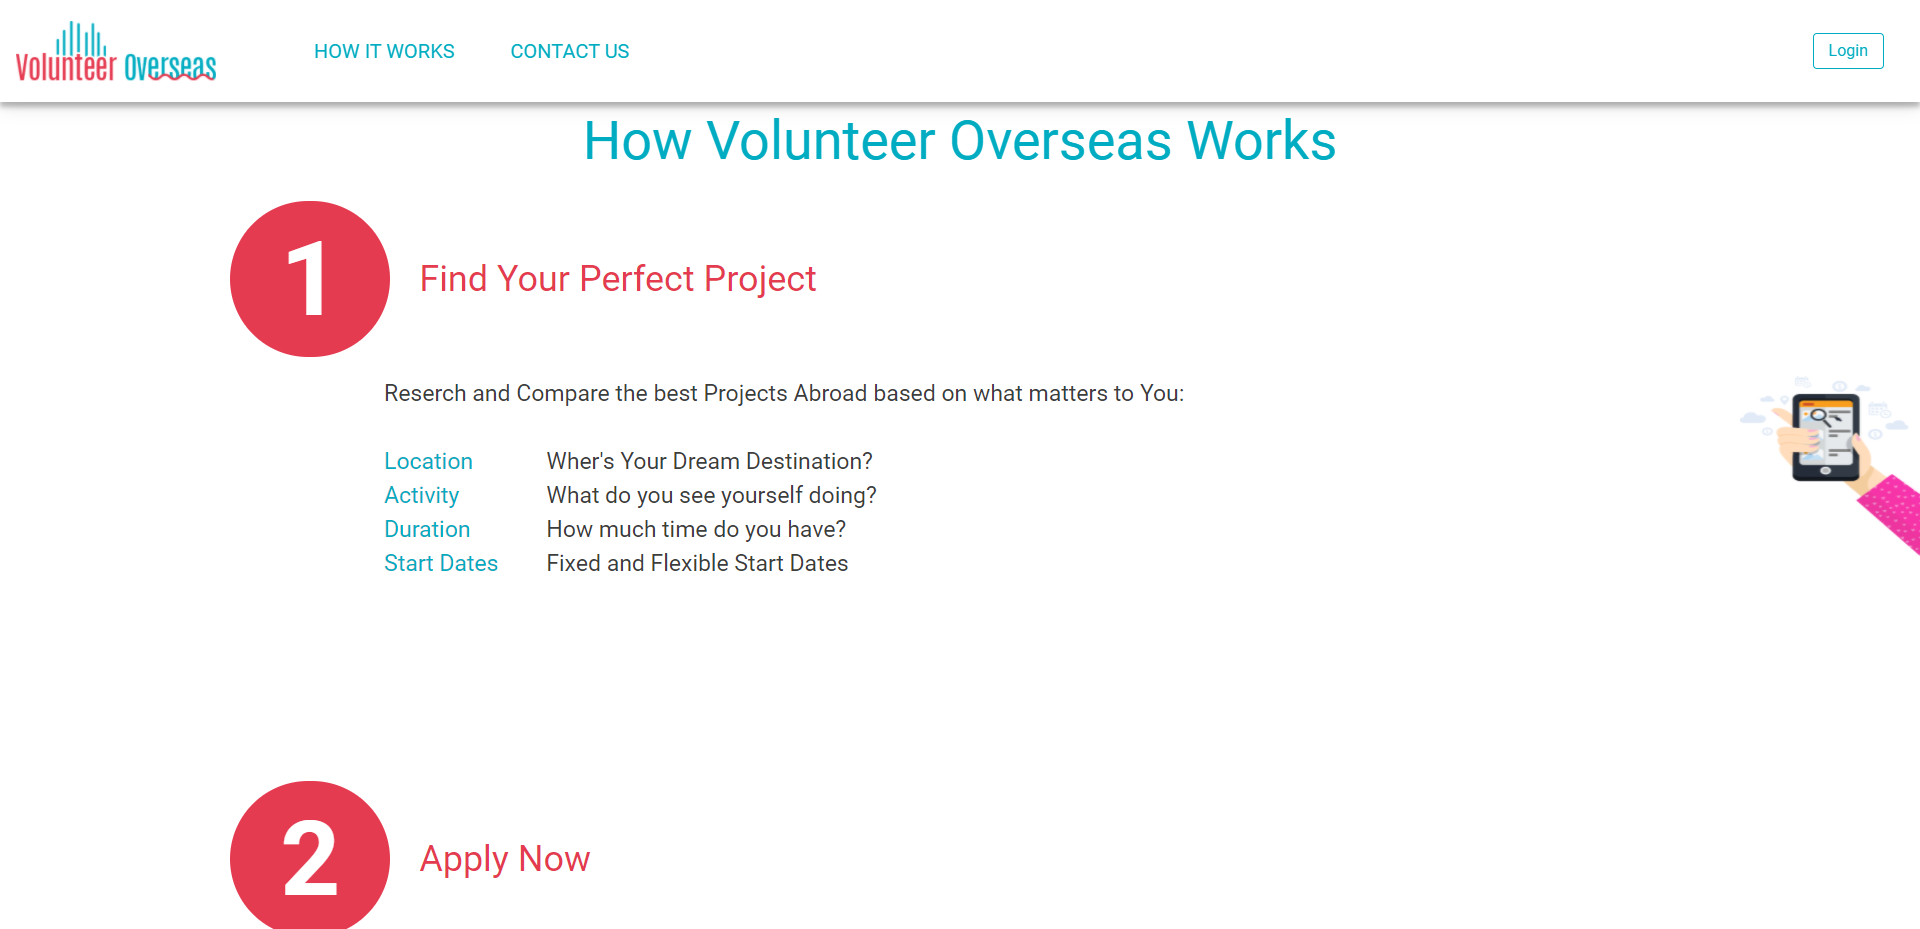 Volunteer Overseas
HOW IT WORKS
CONTACT US
Login
How Volunteer Overseas Works
1
Find Your Perfect Project
Reserch and Compare the best Projects Abroad based on what matters to You:
Location Wher's Your Dream Destination?
Activity What do you see yourself doing?
Duration How much time do you have?
Start Dates Fixed and Flexible Start Dates
2
Apply Now